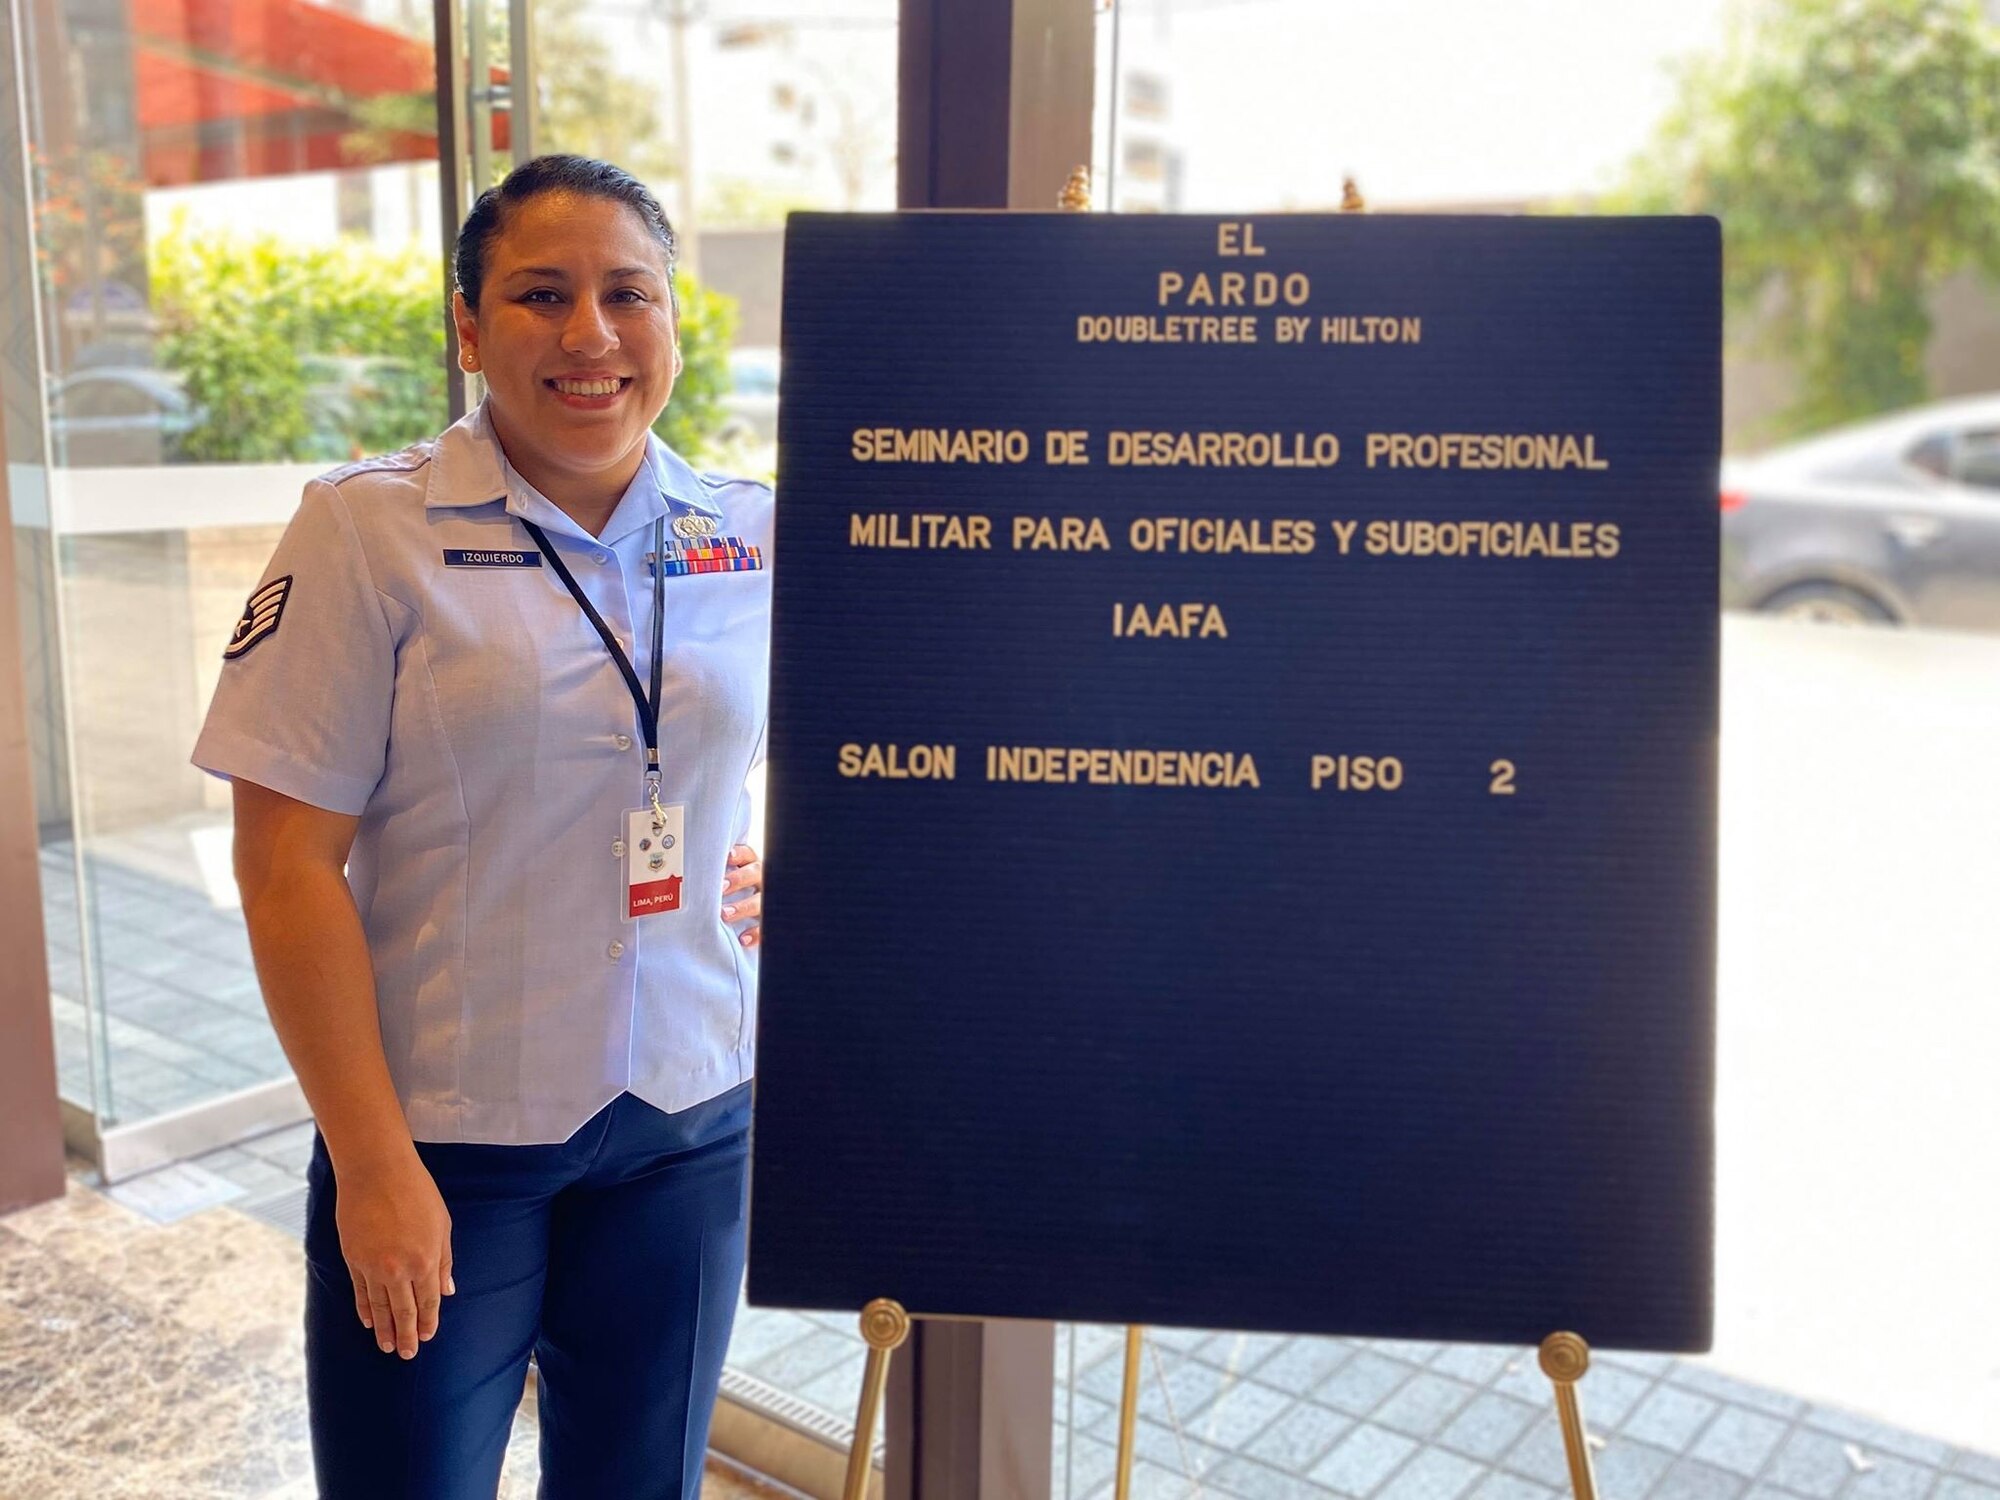 EL
PARDO
DOUBLETREE BY HILTON
SEMINARIO DE DESARROLLO PROFESIONAL
MILITAR PARA OFICIALES Y SUBOFICIALES
IAAFA
SALON INDEPENDENCIA PISO 2
IZQUIERDO
LIMA, PERÚ